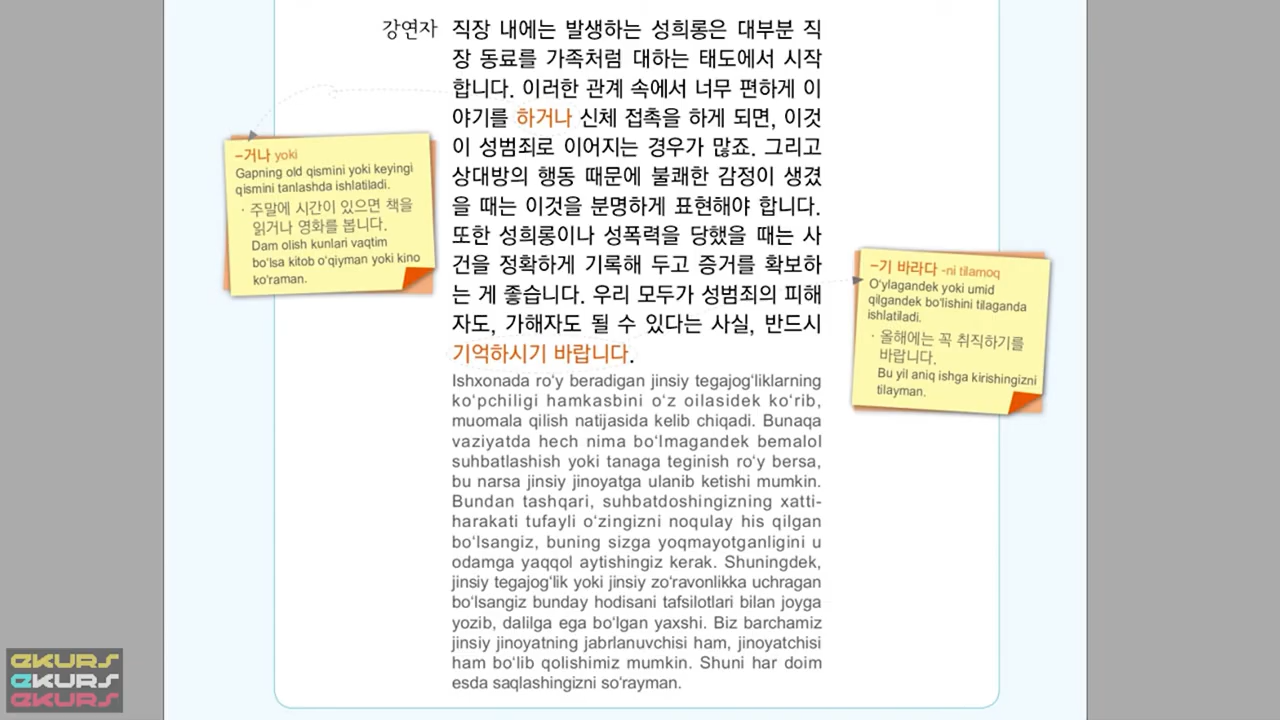 강연자
직장 내에는 발생하는 성희롱은 대부분 직
장 동료를 가족처럼 대하는 태도에서 시작
합니다. 이러한 관계 속에서 너무 편하게 이
야기를 하거나 신체 접촉을 하게 되면, 이것
이 성범죄로 이어지는 경우가 많죠. 그리고
상대방의 행동 때문에 불쾌한 감정이 생겼
을 때는 이것을 분명하게 표현해야 합니다.
또한 성희롱이나 성폭력을 당했을 때는 사
건을 정확하게 기록해 두고 증거를 확보하
는 게 좋습니다. 우리 모두가 성범죄의 피해
자도, 가해자도 될 수 있다는 사실, 반드시
기억하시기 바랍니다.
Ishxonada ro‘y beradigan jinsiy tegajog‘liklarning
ko‘pchiligi hamkasbini o‘z oilasidek ko‘rib,
muomala qilish natijasida kelib chiqadi. Bunaqa
vaziyatda hech nima bo‘lmagandek bemalol
suhbatlashish yoki tanaga teginish ro‘y bersa,
bu narsa jinsiy jinoyatga ulanib ketishi mumkin.
Bundan tashqari, suhbatdoshingizning xatti-
harakati tufayli o‘zingizni noqulay his qilgan
bo‘lsangiz, buning sizga yoqmayotganligini u
odamga yaqqol aytishingiz kerak. Shuningdek,
jinsiy tegajog‘lik yoki jinsiy zo‘ravonlikka uchragan
bo‘lsangiz bunday hodisani tafsilotlari bilan joyga
yozib, dalilga ega bo‘lgan yaxshi. Biz barchamiz
jinsiy jinoyatning jabrlanuvchisi ham, jinoyatchisi
ham bo‘lib qolishimiz mumkin. Shuni har doim
esda saqlashingizni so‘rayman.
–거나 yoki
Gapning old qismini yoki keyingi
qismini tanlashda ishlatiladi.
· 주말에 시간이 있으면 책을
읽거나 영화를 봅니다.
Dam olish kunlari vaqtim
bo‘lsa kitob o‘qiyman yoki kino
ko‘raman.
–기 바라다 -ni tilamoq
O‘ylagandek yoki umid
qilgandek bo‘lishini tilaganda
ishlatiladi.
· 올해에는 꼭 취직하기를
바랍니다.
Bu yil aniq ishga kirishingizni
tilayman.
EKURS
EKURS
EKURS